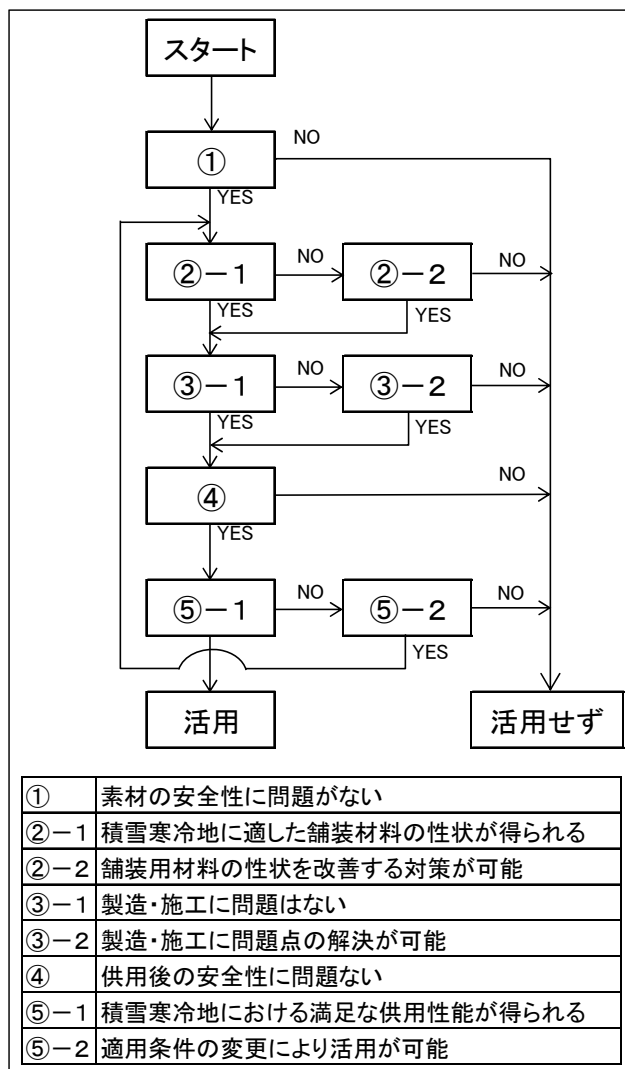 スタート
①
NO
YES
②－１
NO
②－２
NO
YES
YES
③－１
NO
③－２
NO
YES
YES
④
NO
YES
⑤－１
NO
⑤－２
NO
YES
活用
活用せず
① 素材の安全性に問題がない
②－１ 積雪寒冷地に適した舗装材料の性状が得られる
②－２ 舗装用材料の性状を改善する対策が可能
③－１ 製造・施工に問題はない
③－２ 製造・施工に問題点の解決が可能
④ 供用後の安全性に問題ない
⑤－１ 積雪寒冷地における満足な供用性能が得られる
⑤－２ 適用条件の変更により活用が可能